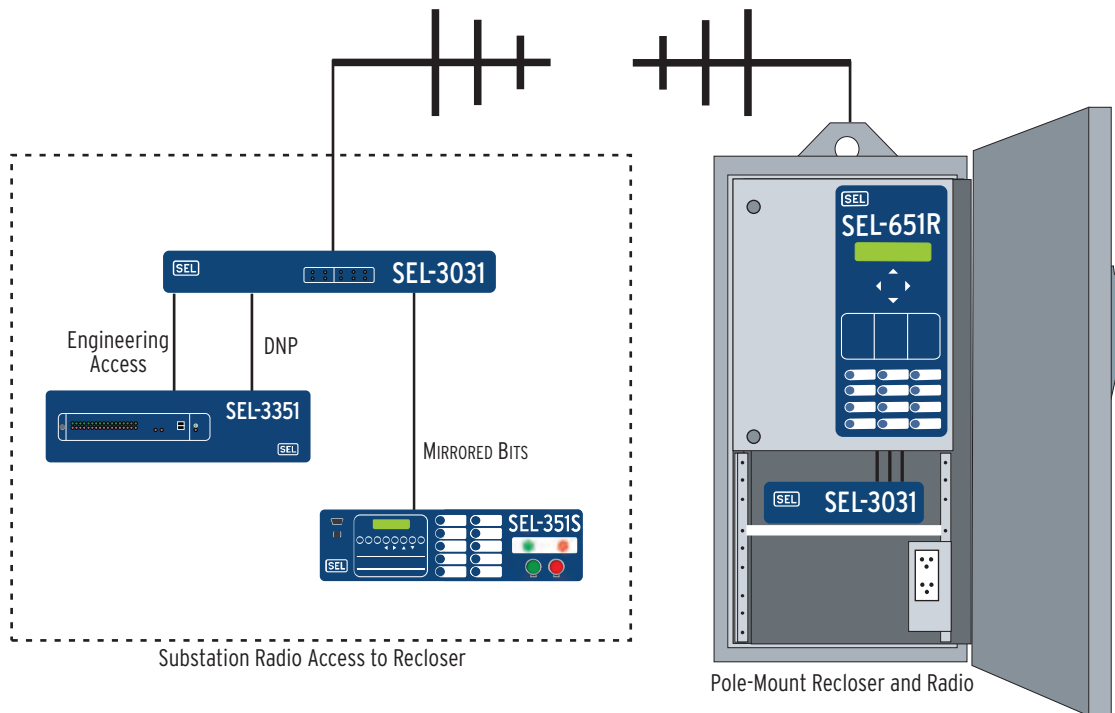 SEL
SEL-3031
Engineering
Access
DNP
SEL-3351
SEL
MIRRORED BITS
SEL-351S
SEL
Substation Radio Access to Recloser
SEL
SEL-651R
SEL
SEL-3031
Pole-Mount Recloser and Radio